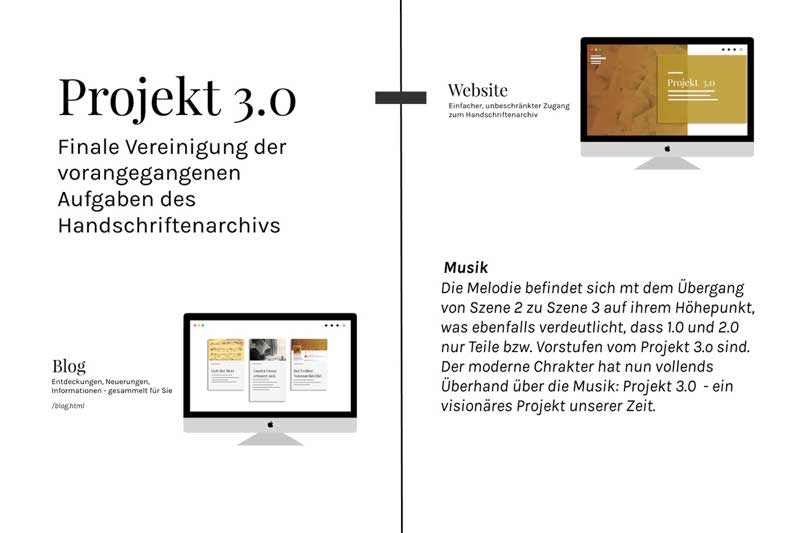 Projekt 3.0
Finale Vereinigung der
vorangegangenen
Aufgaben des
Handschriftenarchivs
Blog
Entdeckungen, Neuerungen,
Informationen - gesammelt für Sie
/blog.html
Website
Einfacher, unbeschränkter Zugang
zum Handschriftenarchiv
Projekt 3.0
Musik
Die Melodie befindet sich mt dem Übergang
von Szene 2 zu Szene 3 auf ihrem Höhepunkt,
was ebenfalls verdeutlicht, dass 1.0 und 2.0
nur Teile bzw. Vorstufen vom Projekt 3.0 sind.
Der moderne Chrakter hat nun vollends
Überhand über die Musik: Projekt 3.0 - ein
visionäres Projekt unserer Zeit.